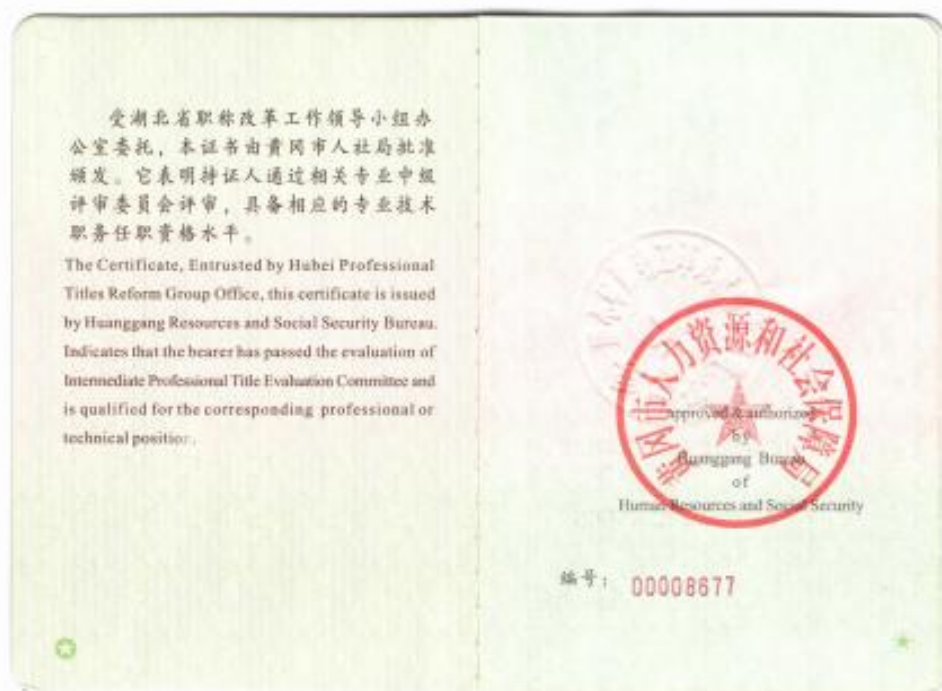 受湖北省职称改革工作领导小组办
公室委托，本证书由黄冈市人社局批准
颁发。它表明持证人通过相关专业中级
评审委员会评审，具备相应的专业技术
职务任职资格水平。
The Certificate, Entrusted by Hubei Professional
Titles Reform Group Office, this certificate is issued
by Huanggang Resources and Social Security Bureau.
Indicates that the bearer has passed the evaluation of
Intermediate Professional Title Evaluation Committee and
is qualified for the corresponding professional or
technical position.
黄冈市人力资源和社会保障局
approved & authorized
by
Huanggang Bureau
of
Human Resources and Social Security
编号：00008677